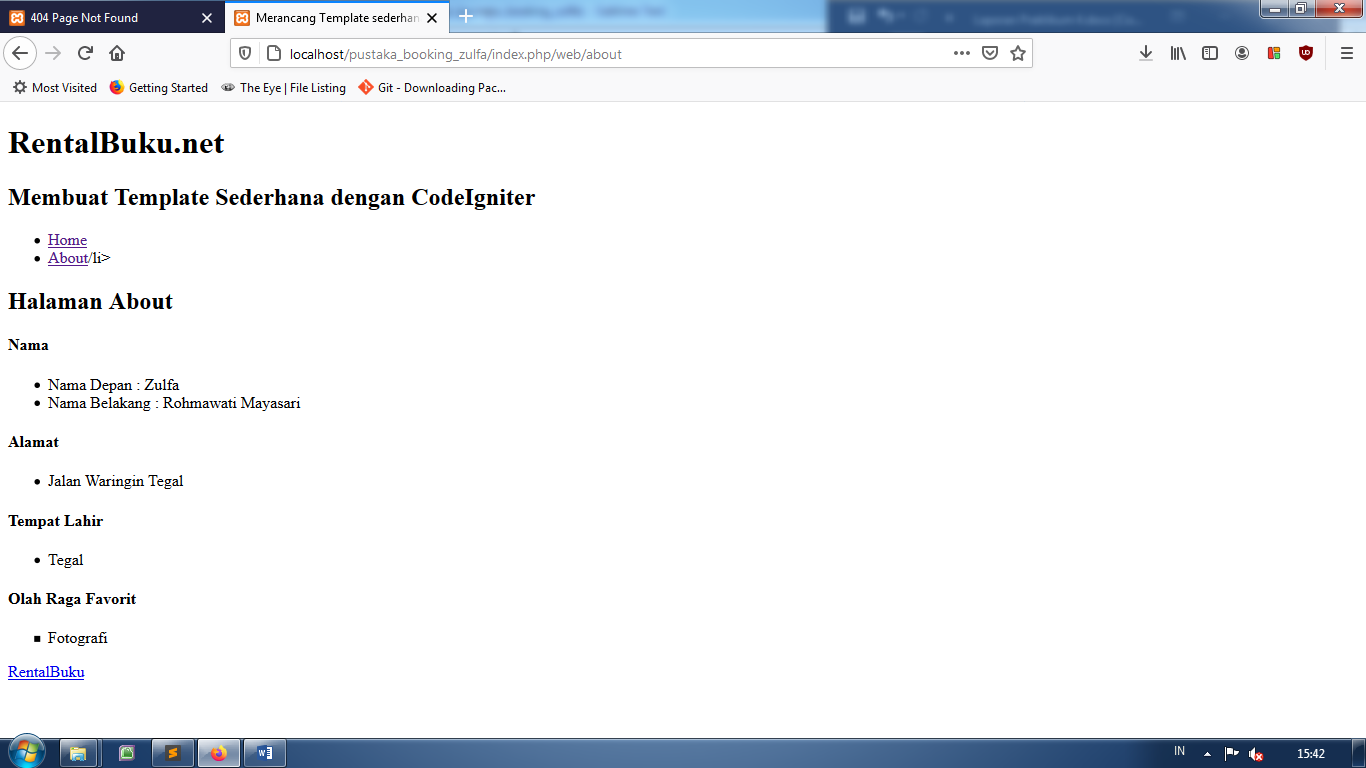 404 Page Not Found
Merancang Template sederhan
localhost/pustaka_booking_zulfa/index.php/web/about
Most Visited
Getting Started
The Eye | File Listing
Git - Downloading Pac...
RentalBuku.net
Membuat Template Sederhana dengan CodeIgniter
Home
About/li>
Halaman About
Nama
Nama Depan : Zulfa
Nama Belakang : Rohmawati Mayasari
Alamat
Jalan Waringin Tegal
Tempat Lahir
Tegal
Olah Raga Favorit
Fotografi
RentalBuku
IN
15:42